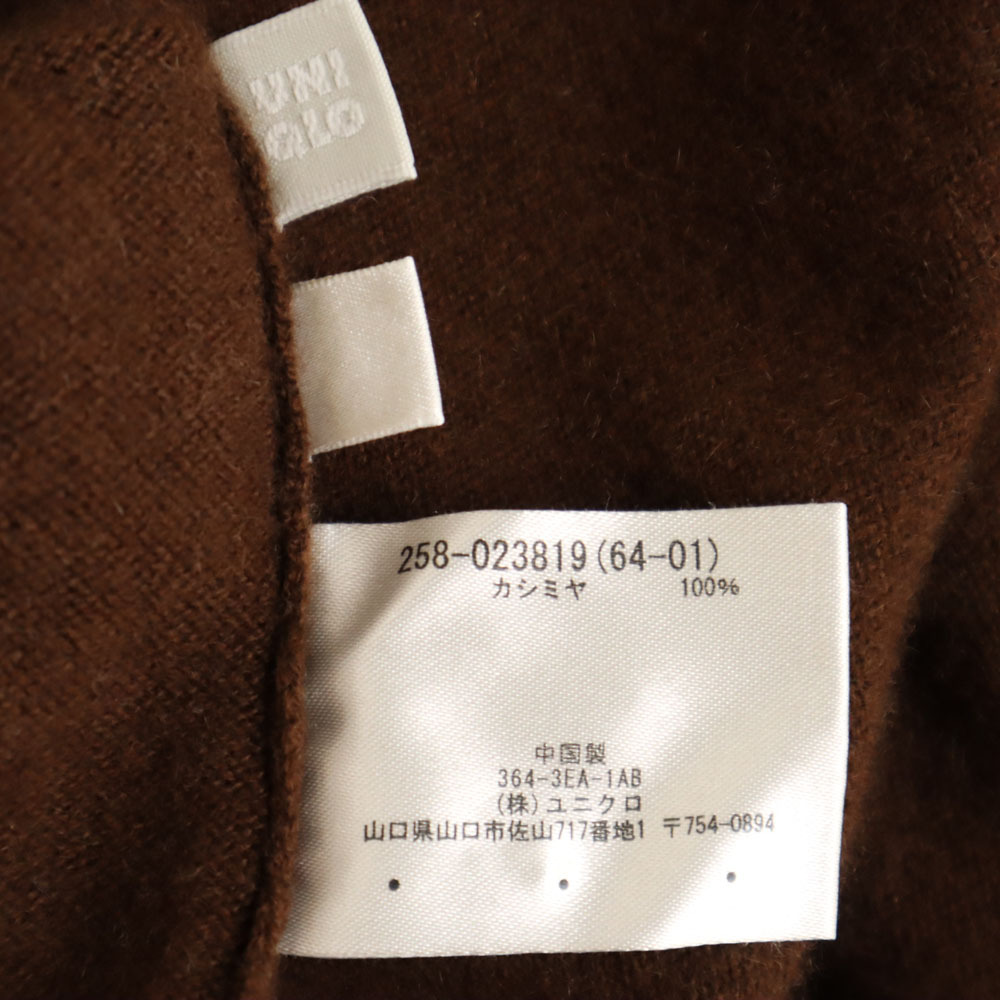 UNI
QLO
258-023819(64-01)
カシミヤ 100%
中国製
364-3EA-1AB
(株)ユニクロ
山口県山口市佐山717番地1 〒754-0894